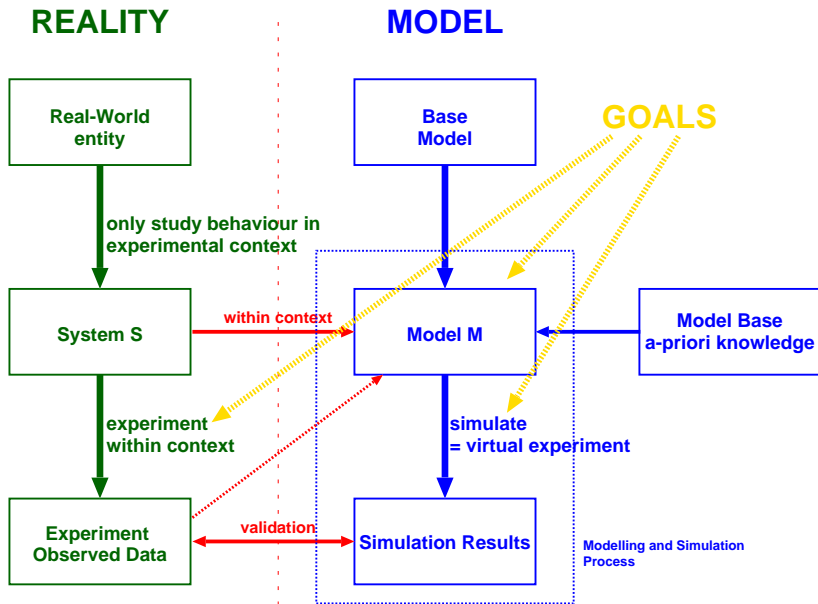 REALITY
MODEL
Real-World
entity
Base
Model
GOALS
only study behaviour in
experimental context
System S
within context
Model M
Model Base
a-priori knowledge
experiment
within context
simulate
= virtual experiment
Experiment
Observed Data
validation
Simulation Results
Modelling and Simulation
Process